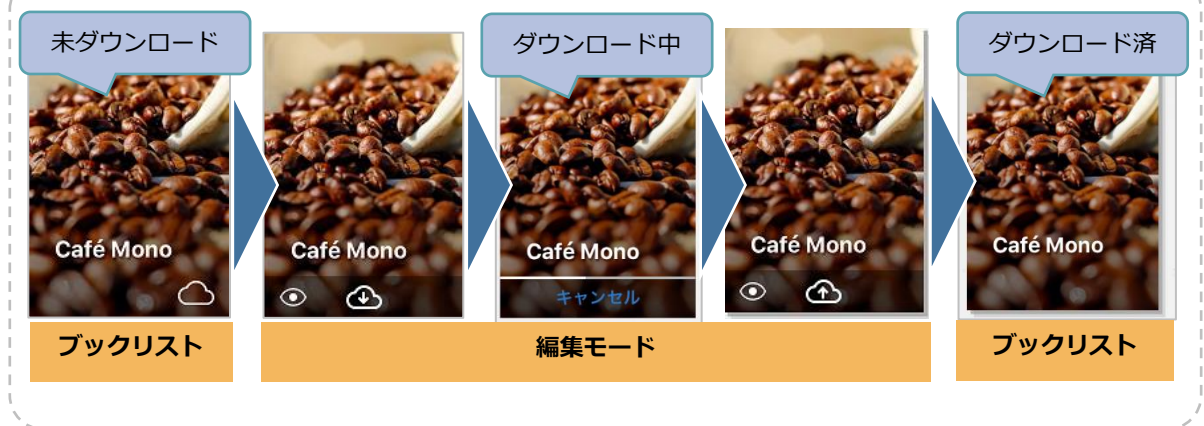 未ダウンロード
ダウンロード中
ダウンロード済
Café Mono
Café Mono
Café Mono
Café Mono
Café Mono
キャンセル
ブックリスト
編集モード
ブックリスト